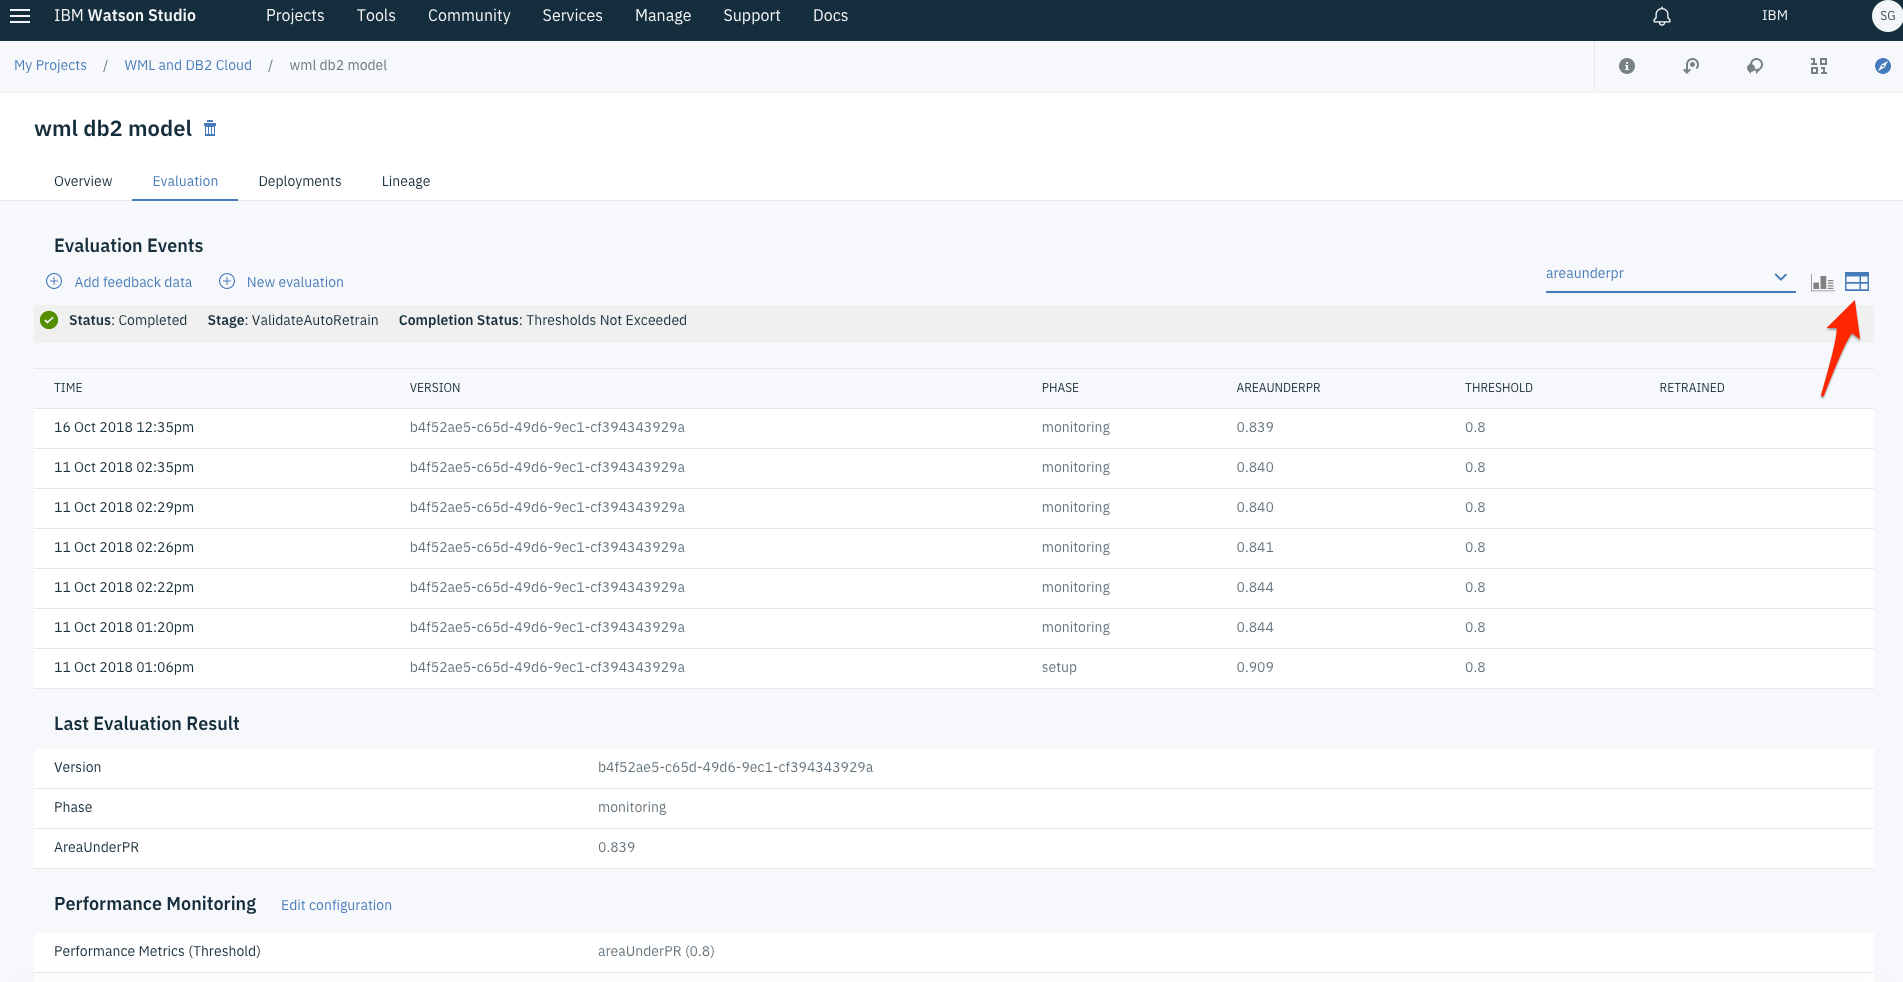 IBM Watson Studio Projects Tools Community Services Manage Support Docs IBM SG
My Projects / WML and DB2 Cloud / wml db2 model
wml db2 model
Overview Evaluation Deployments Lineage
Evaluation Events
Add feedback data New evaluation areaunderpr
Status: Completed Stage: ValidateAutoRetrain Completion Status: Thresholds Not Exceeded
TIME VERSION PHASE AREAUNDERPR THRESHOLD RETRAINED
16 Oct 2018 12:35pm b4f52ae5-c65d-49d6-9ec1-cf394343929a monitoring 0.839 0.8
11 Oct 2018 02:35pm b4f52ae5-c65d-49d6-9ec1-cf394343929a monitoring 0.840 0.8
11 Oct 2018 02:29pm b4f52ae5-c65d-49d6-9ec1-cf394343929a monitoring 0.840 0.8
11 Oct 2018 02:26pm b4f52ae5-c65d-49d6-9ec1-cf394343929a monitoring 0.841 0.8
11 Oct 2018 02:22pm b4f52ae5-c65d-49d6-9ec1-cf394343929a monitoring 0.844 0.8
11 Oct 2018 01:20pm b4f52ae5-c65d-49d6-9ec1-cf394343929a monitoring 0.844 0.8
11 Oct 2018 01:06pm b4f52ae5-c65d-49d6-9ec1-cf394343929a setup 0.909 0.8
Last Evaluation Result
Version b4f52ae5-c65d-49d6-9ec1-cf394343929a
Phase monitoring
AreaUnderPR 0.839
Performance Monitoring Edit configuration
Performance Metrics (Threshold) areaUnderPR (0.8)